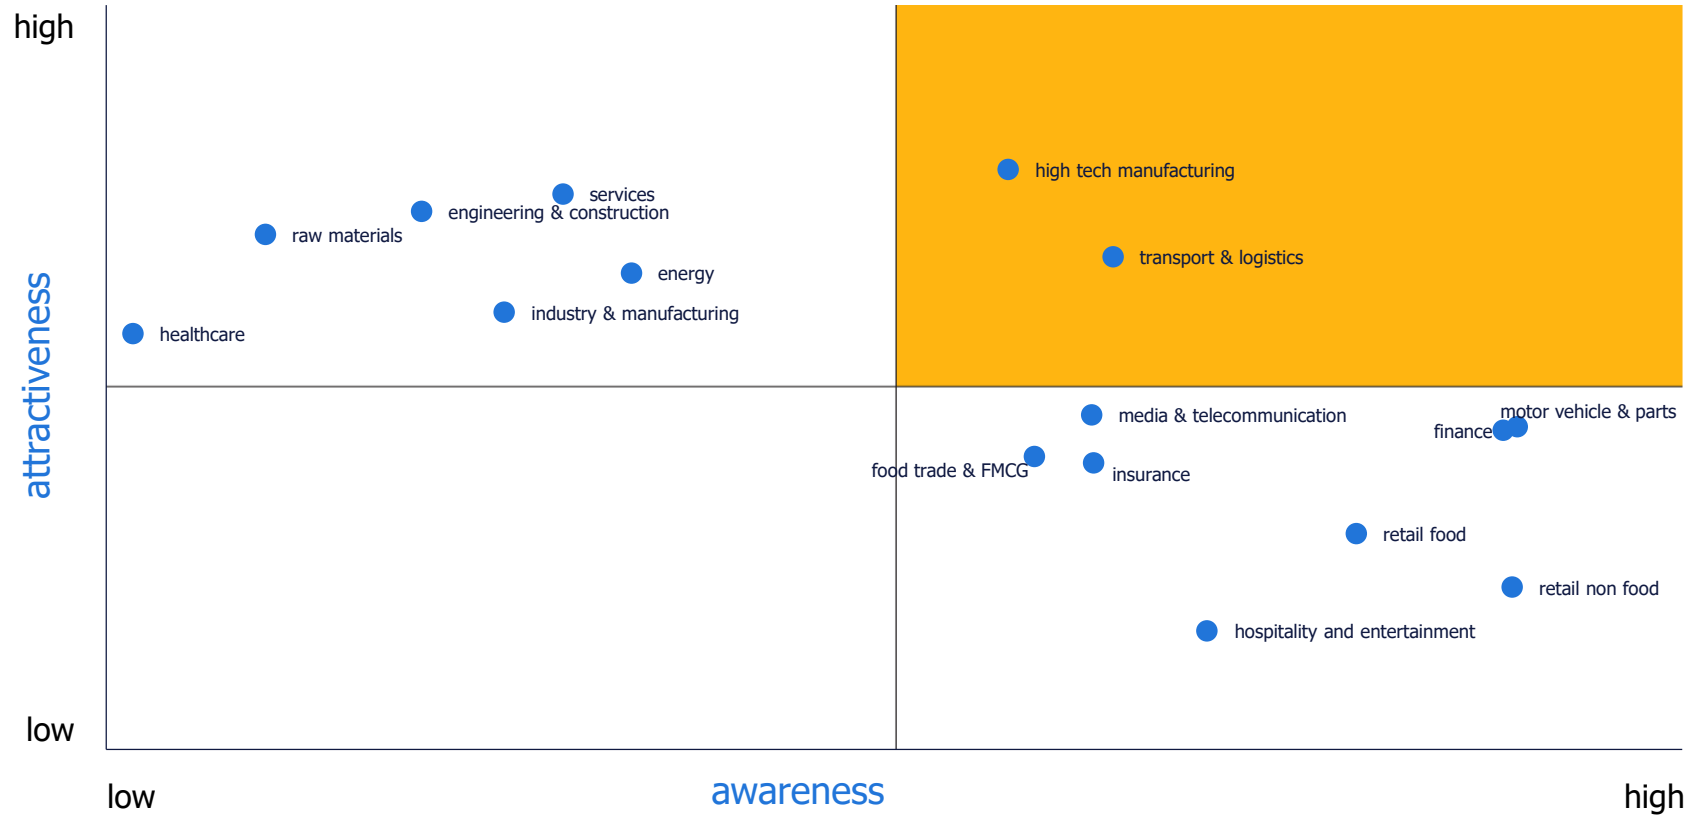 high
high tech manufacturing
services
engineering & construction
raw materials
transport & logistics
energy
industry & manufacturing
healthcare
attractiveness
motor vehicle & parts
media & telecommunication
finance
food trade & FMCG
insurance
retail food
retail non food
hospitality and entertainment
low
low
awareness
high